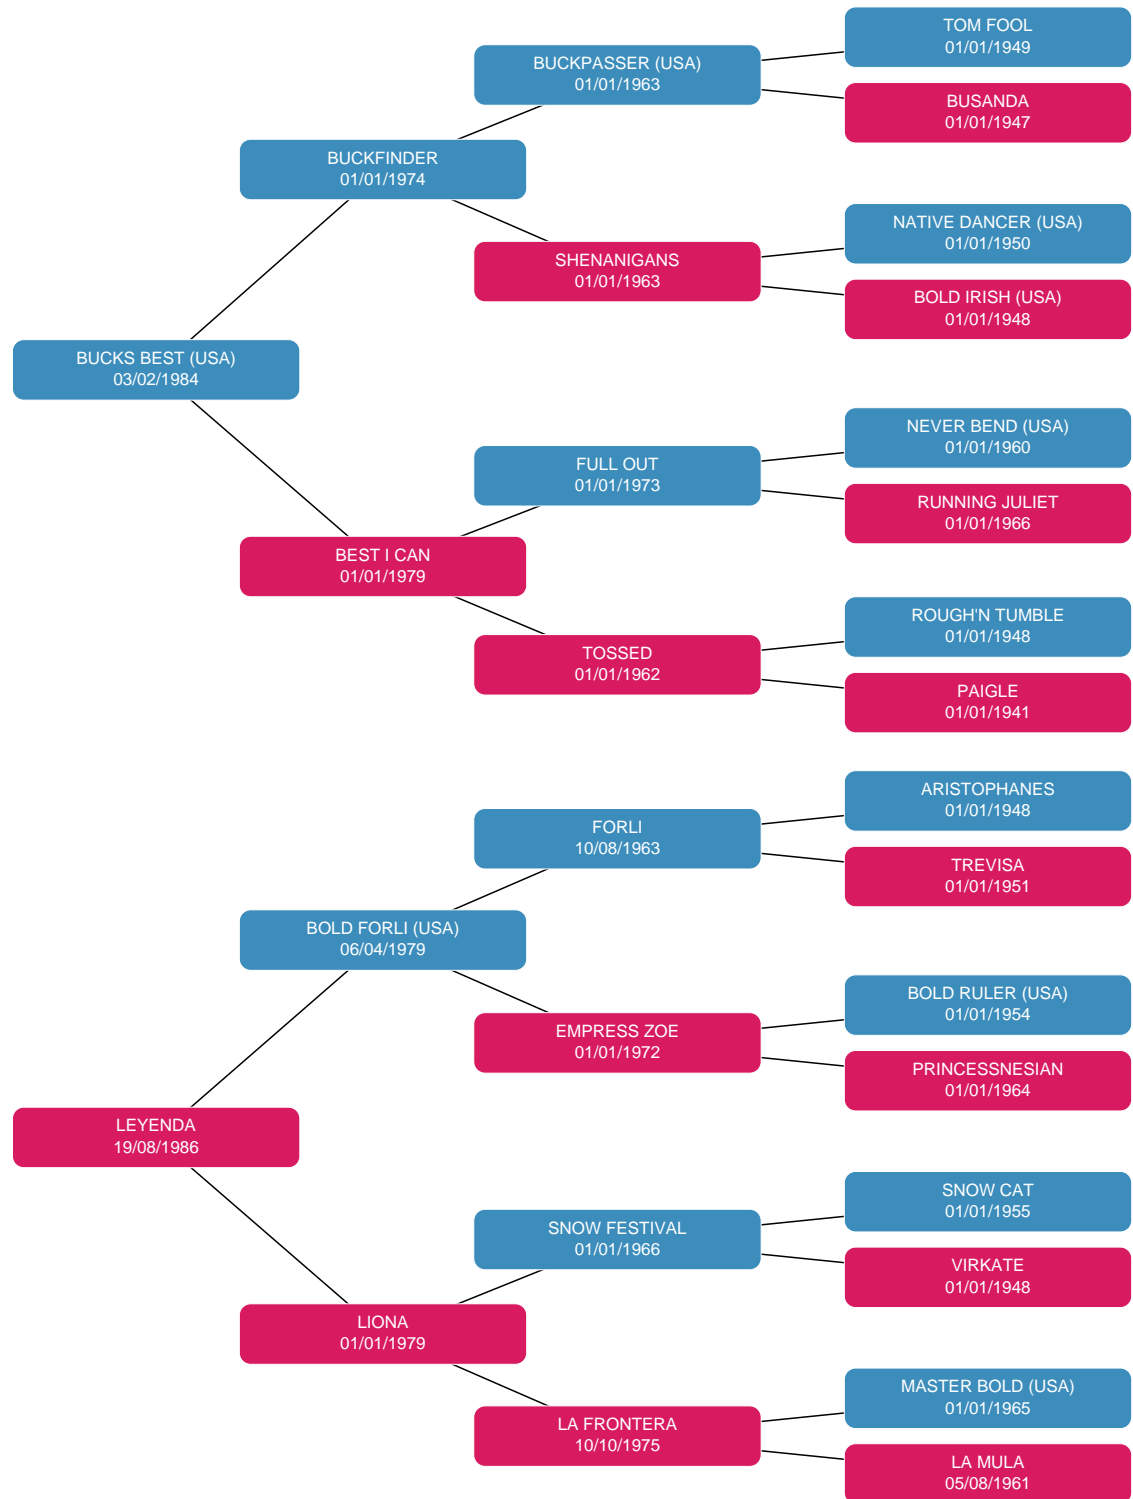 TOM FOOL
01/01/1949
BUCKPASSER (USA)
01/01/1963
BUSANDA
01/01/1947
BUCKFINDER
01/01/1974
NATIVE DANCER (USA)
01/01/1950
SHENANIGANS
01/01/1963
BOLD IRISH (USA)
01/01/1948
BUCKS BEST (USA)
03/02/1984
NEVER BEND (USA)
01/01/1960
FULL OUT
01/01/1973
RUNNING JULIET
01/01/1966
BEST I CAN
01/01/1979
ROUGH'N TUMBLE
01/01/1948
TOSSED
01/01/1962
PAIGLE
01/01/1941
ARISTOPHANES
01/01/1948
FORLI
10/08/1963
TREVISA
01/01/1951
BOLD FORLI (USA)
06/04/1979
BOLD RULER (USA)
01/01/1954
EMPRESS ZOE
01/01/1972
PRINCESSNESIAN
01/01/1964
LEYENDA
19/08/1986
SNOW CAT
01/01/1955
SNOW FESTIVAL
01/01/1966
VIRKATE
01/01/1948
LIONA
01/01/1979
MASTER BOLD (USA)
01/01/1965
LA FRONTERA
10/10/1975
LA MULA
05/08/1961